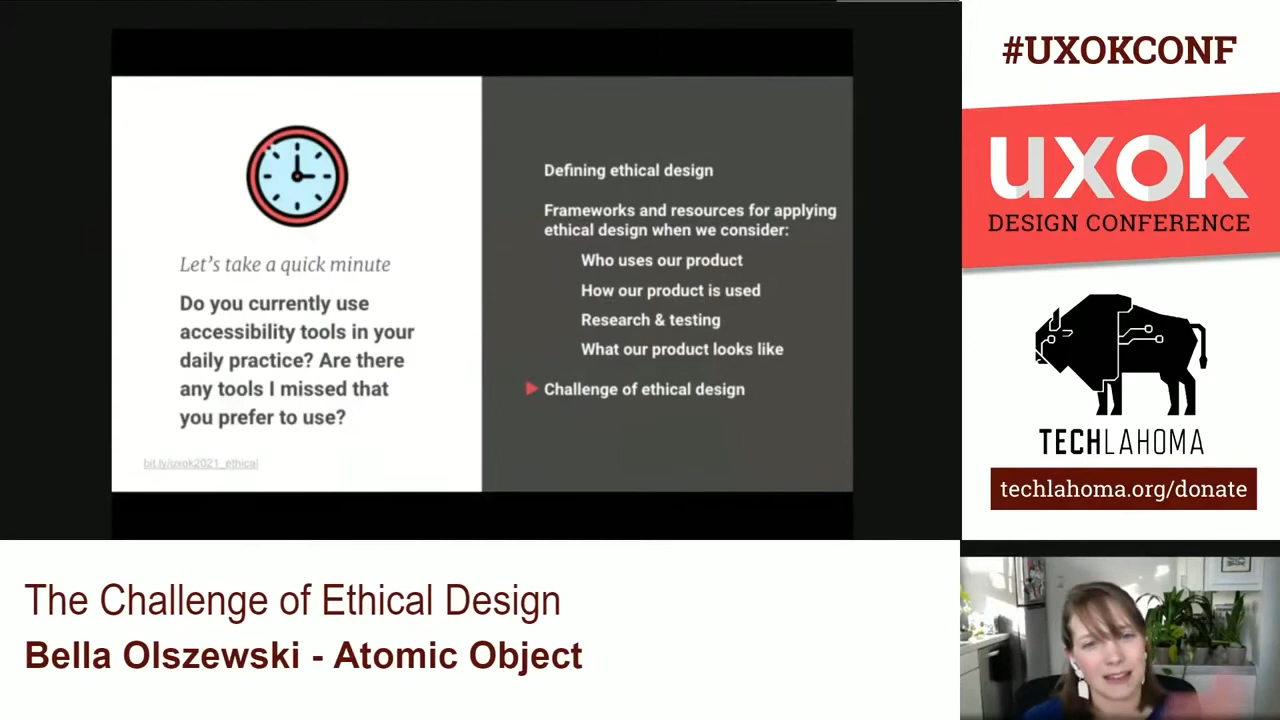 Let's take a quick minute
Do you currently use
accessibility tools in your
daily practice? Are there
any tools I missed that
you prefer to use?
bit.ly/uxok2021_ethical
Defining ethical design
Frameworks and resources for applying
ethical design when we consider:
Who uses our product
How our product is used
Research & testing
What our product looks like
Challenge of ethical design
#UXOKCONF
uxok
DESIGN CONFERENCE
TECHLAHOMA
techlahoma.org/donate
The Challenge of Ethical Design
Bella Olszewski - Atomic Object